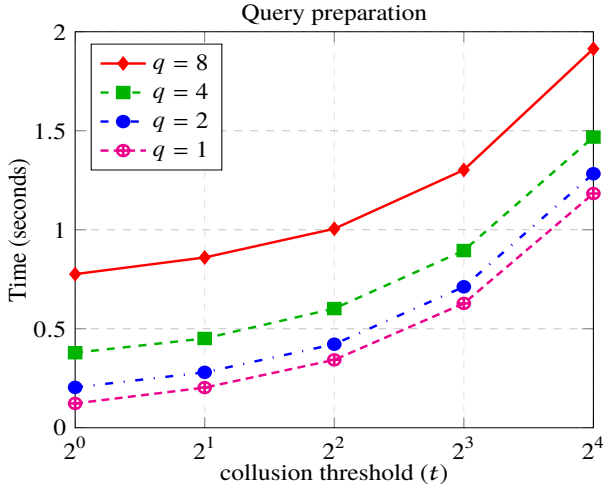 Query preparation
2
1.5
1
0.5
0
Time (seconds)
q = 8
q = 4
q = 2
q = 1
2^0 2^1 2^2 2^3 2^4
collusion threshold (t)